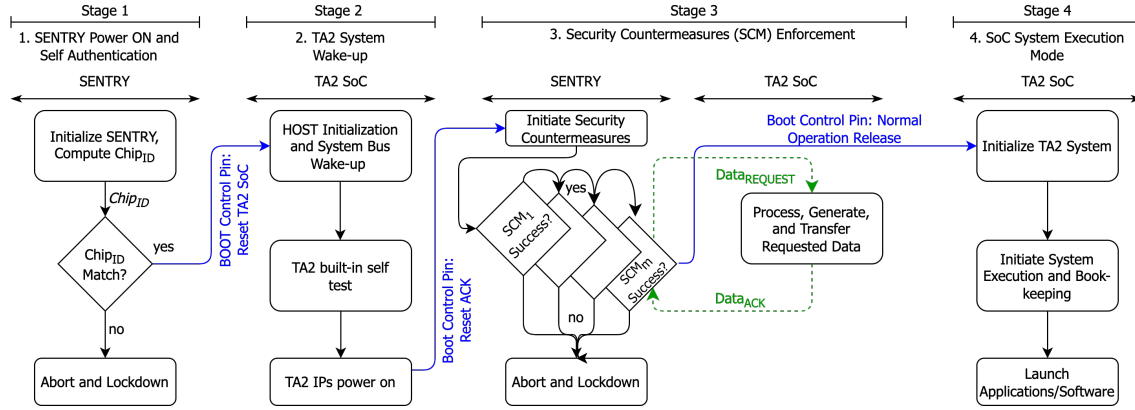 Stage 1
1. SENTRY Power ON and
Self Authentication
SENTRY
Initialize SENTRY,
Compute ChipID
ChipID
ChipID
Match?
yes
no
Abort and Lockdown
BOOT Control Pin:
Reset TA2 SoC
Stage 2
2. TA2 System
Wake-up
TA2 SoC
HOST Initialization
and System Bus
Wake-up
TA2 built-in self
test
TA2 IPs power on
Boot Control Pin:
Reset ACK
Stage 3
3. Security Countermeasures (SCM) Enforcement
SENTRY
Initiate Security
Countermeasures
yes
SCM1
Success?
SCMm
Success?
no
Abort and Lockdown
TA2 SoC
Boot Control Pin: Normal
Operation Release
DataREQUEST
Process, Generate,
and Transfer
Requested Data
DataACK
Stage 4
4. SoC System Execution
Mode
TA2 SoC
Initialize TA2 System
Initiate System
Execution and Book-
keeping
Launch
Applications/Software